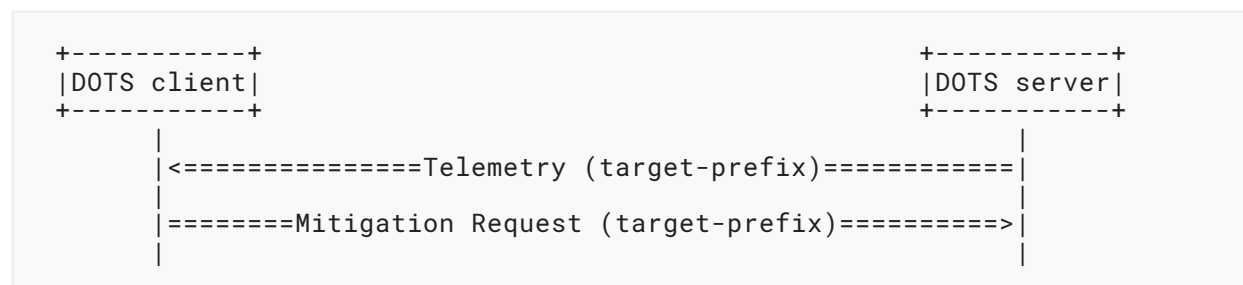 +-----------+                                         +-----------+
|DOTS client|                                         |DOTS server|
+-----------+                                         +-----------+
      |                                                     |
      |<===============Telemetry (target-prefix)============|
      |                                                     |
      |========Mitigation Request (target-prefix)==========>|
      |                                                     |